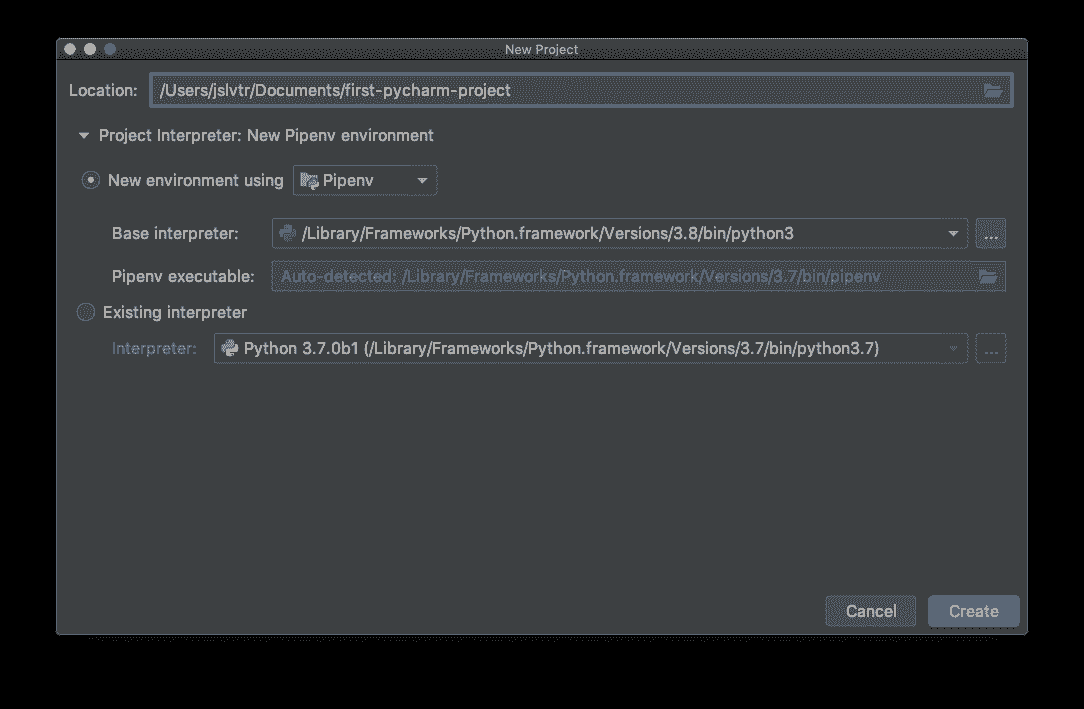 New Project
Location: /Users/jslvtr/Documents/first-pycharm-project
Project Interpreter: New Pipenv environment
New environment using Pipenv
Base interpreter: /Library/Frameworks/Python.framework/Versions/3.8/bin/python3 ...
Pipenv executable: Auto-detected: /Library/Frameworks/Python.framework/Versions/3.7/bin/pipenv
Existing interpreter
Interpreter: Python 3.7.0b1 (/Library/Frameworks/Python.framework/Versions/3.7/bin/python3.7) ...
Cancel Create